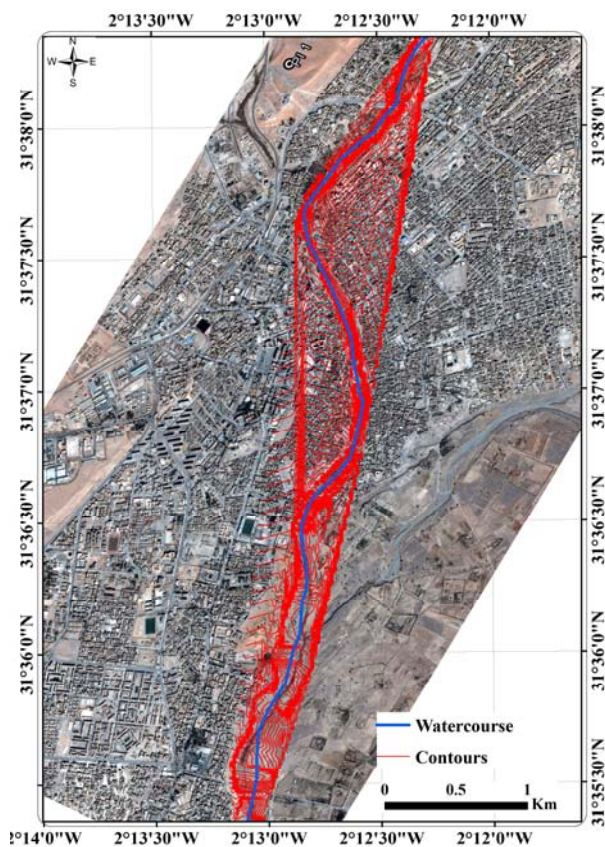 2°13'30"W 2°13'0"W 2°12'30"W 2°12'0"W
N
W E
S
31°38'0"N 31°38'0"N
31°37'30"N 31°37'30"N
31°37'0"N 31°37'0"N
31°36'30"N 31°36'30"N
31°36'0"N 31°36'0"N
31°35'30"N 31°35'30"N
Watercourse
Contours
0 0.5 1
Km
2°14'0"W 2°13'30"W 2°13'0"W 2°12'30"W 2°12'0"W